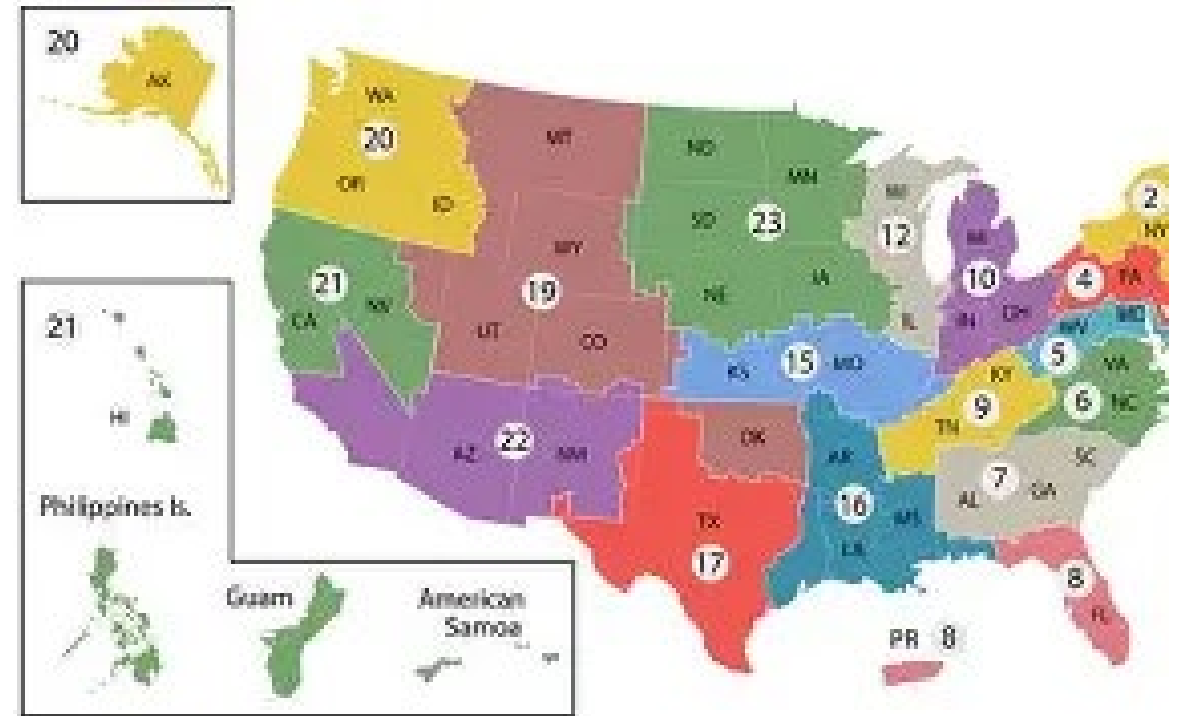 20
AK
WA
20
OR
ID
MT
WY
19
UT
CO
ND
MN
SD
23
NE
IA
WI
12
IL
MI
10
IN
OH
2
NY
4
PA
WV
MD
5
VA
6
NC
KY
9
TN
21
CA
NV
KS
15
MO
AZ
22
NM
OK
TX
17
AR
16
MS
LA
SC
7
AL
GA
8
FL
PR 8
21
HI
Philippines Is.
Guam
American
Samoa